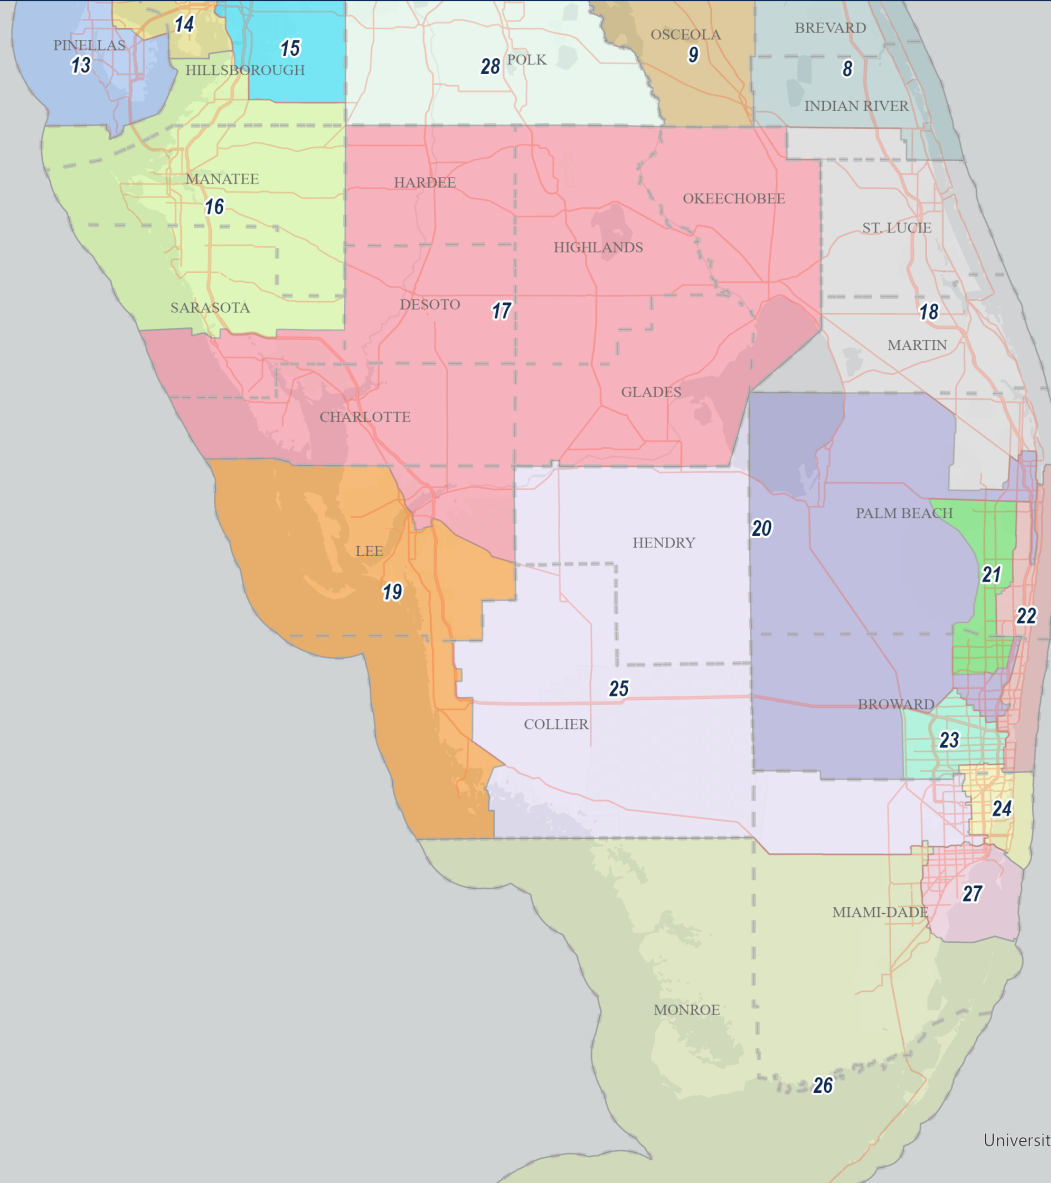 14
BREVARD
OSCEOLA
PINELLAS
15
9
POLK
28
13
HILLSBOROUGH
8
INDIAN RIVER
MANATEE
HARDEE
OKEECHOBEE
16
ST. LUCIE
HIGHLANDS
SARASOTA
DESOTO
17
18
MARTIN
GLADES
CHARLOTTE
PALM BEACH
20
HENDRY
LEE
21
19
22
25
BROWARD
COLLIER
23
24
27
MIAMI-DADE
MONROE
26
Universit